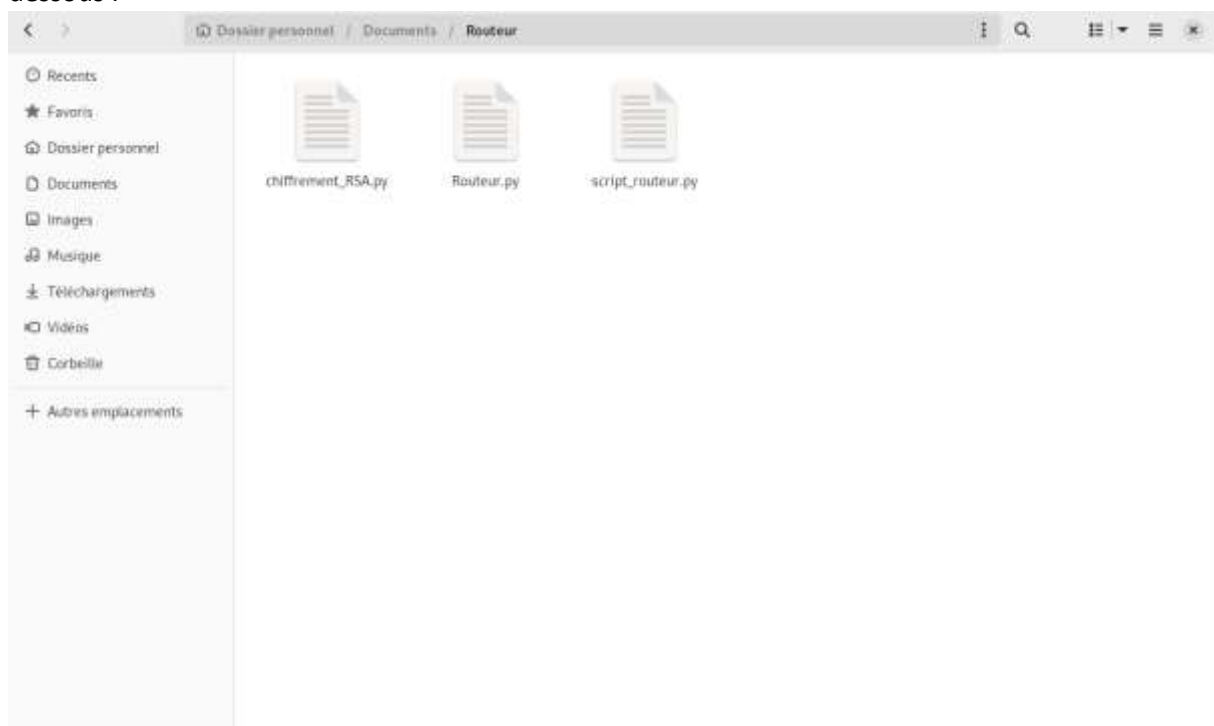 Dossier personnel / Documents / Routeur
Récents
Favoris
Dossier personnel
Documents
Images
Musique
Téléchargements
Vidéos
Corbeille
+ Autres emplacements
chiffrement_RSA.py
Routeur.py
script_routeur.py